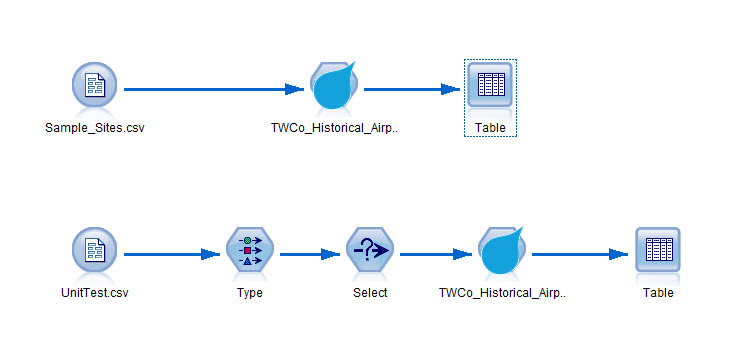 Sample_Sites.csv
TWCo_Historical_Airp..
Table
UnitTest.csv
Type
Select
TWCo_Historical_Airp..
Table